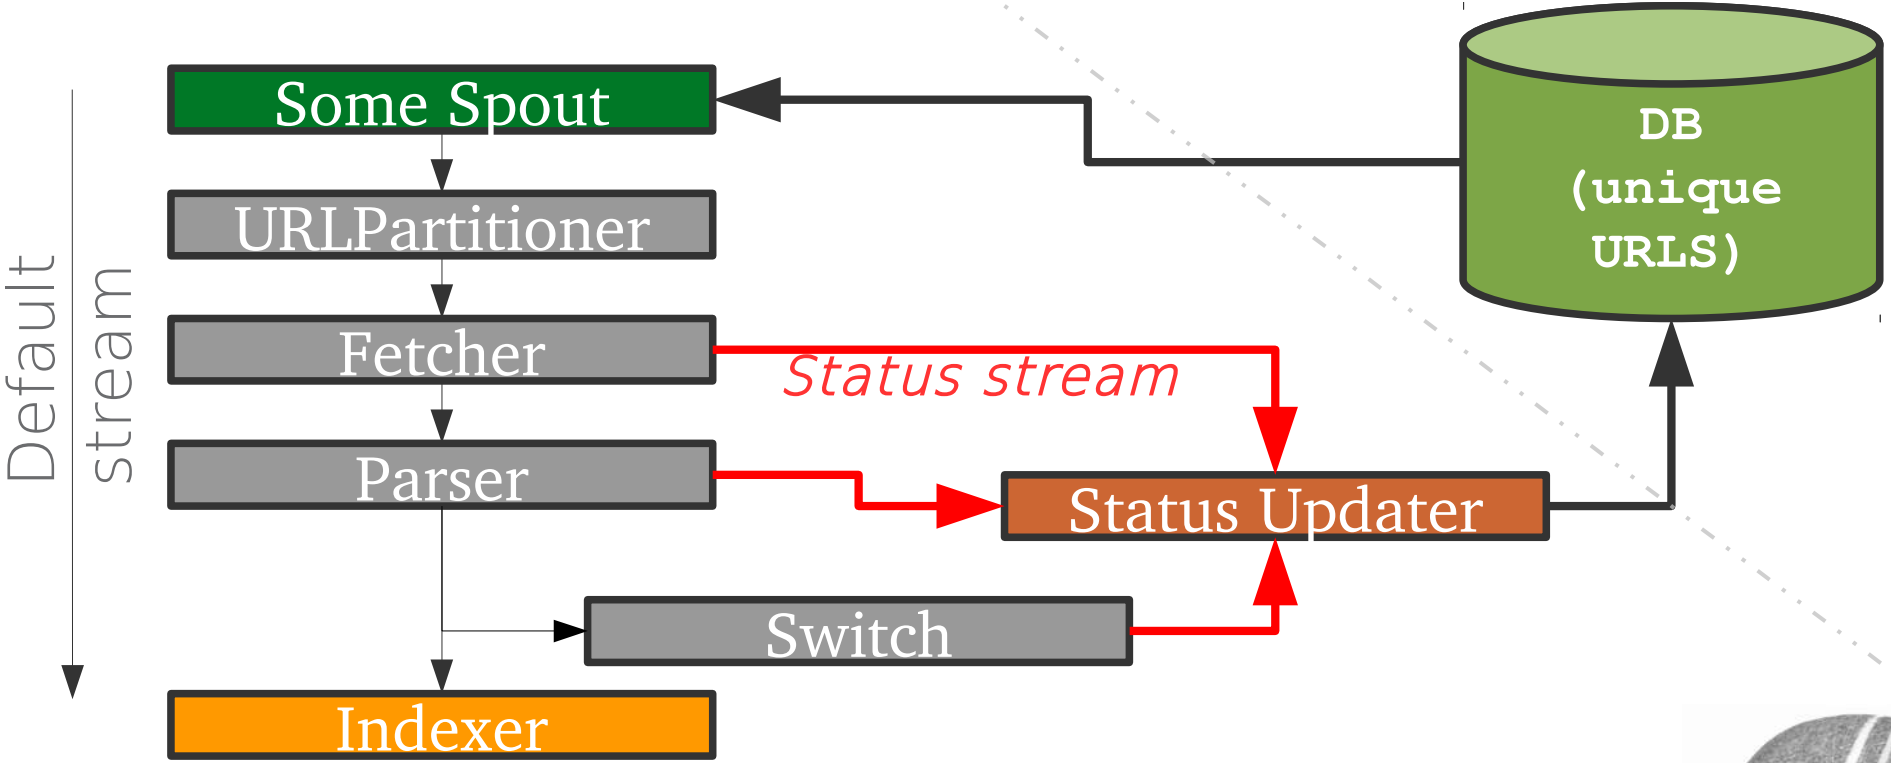 Some Spout
URLPartitioner
Fetcher
Parser
Switch
Indexer
Default
stream
Status stream
Status Updater
DB
(unique
URLS)